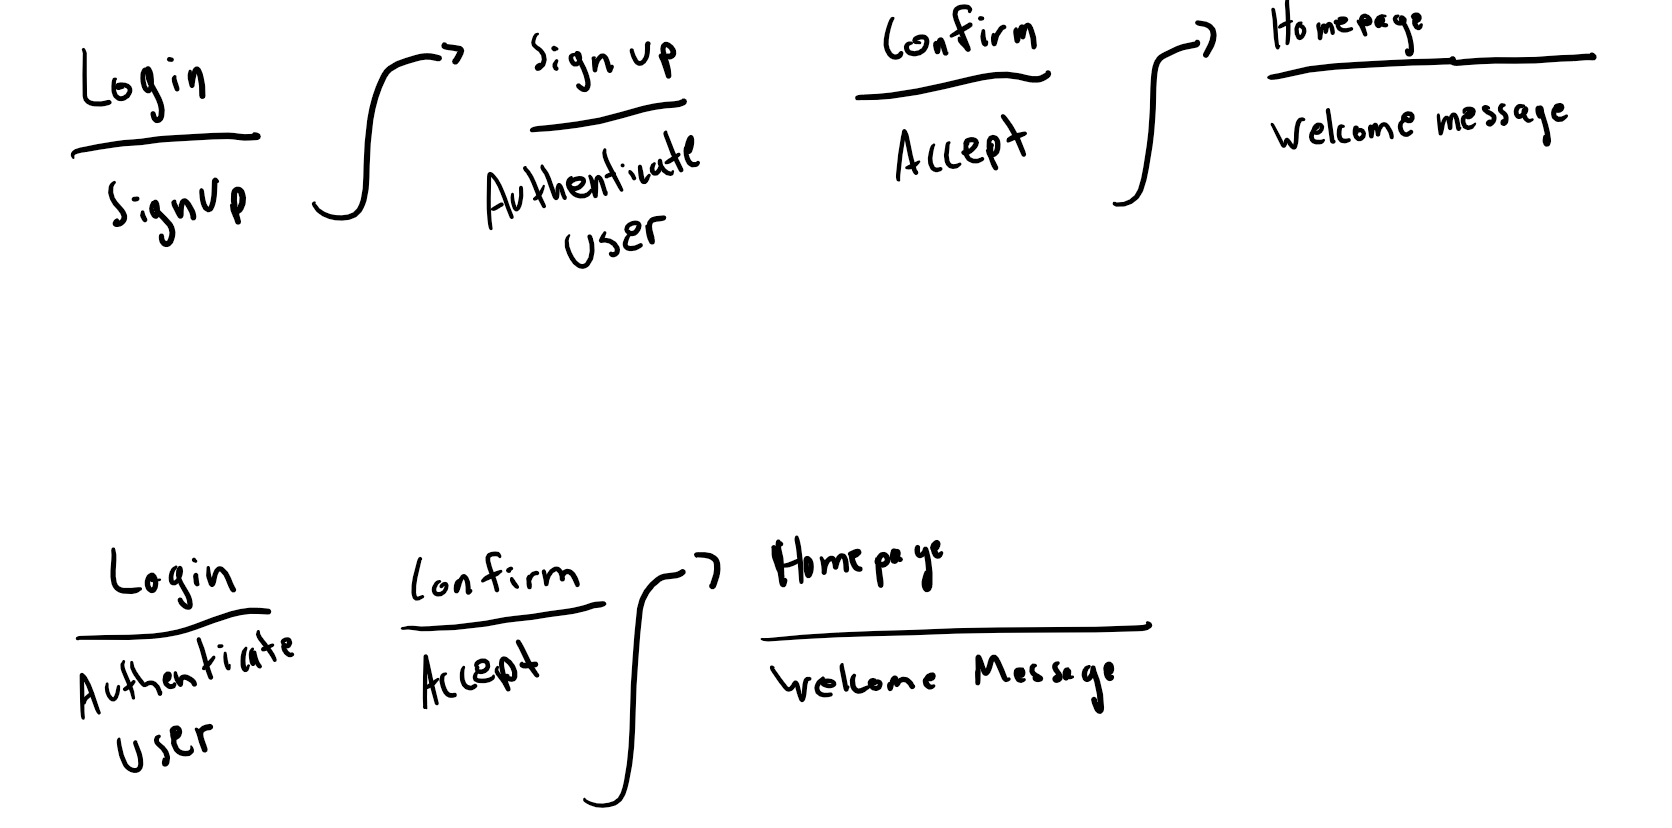 Login
Signup
Sign up
Authenticate
user
Confirm
Accept
Homepage
Welcome message
Login
Authenticate
user
Confirm
Accept
Homepage
Welcome Message